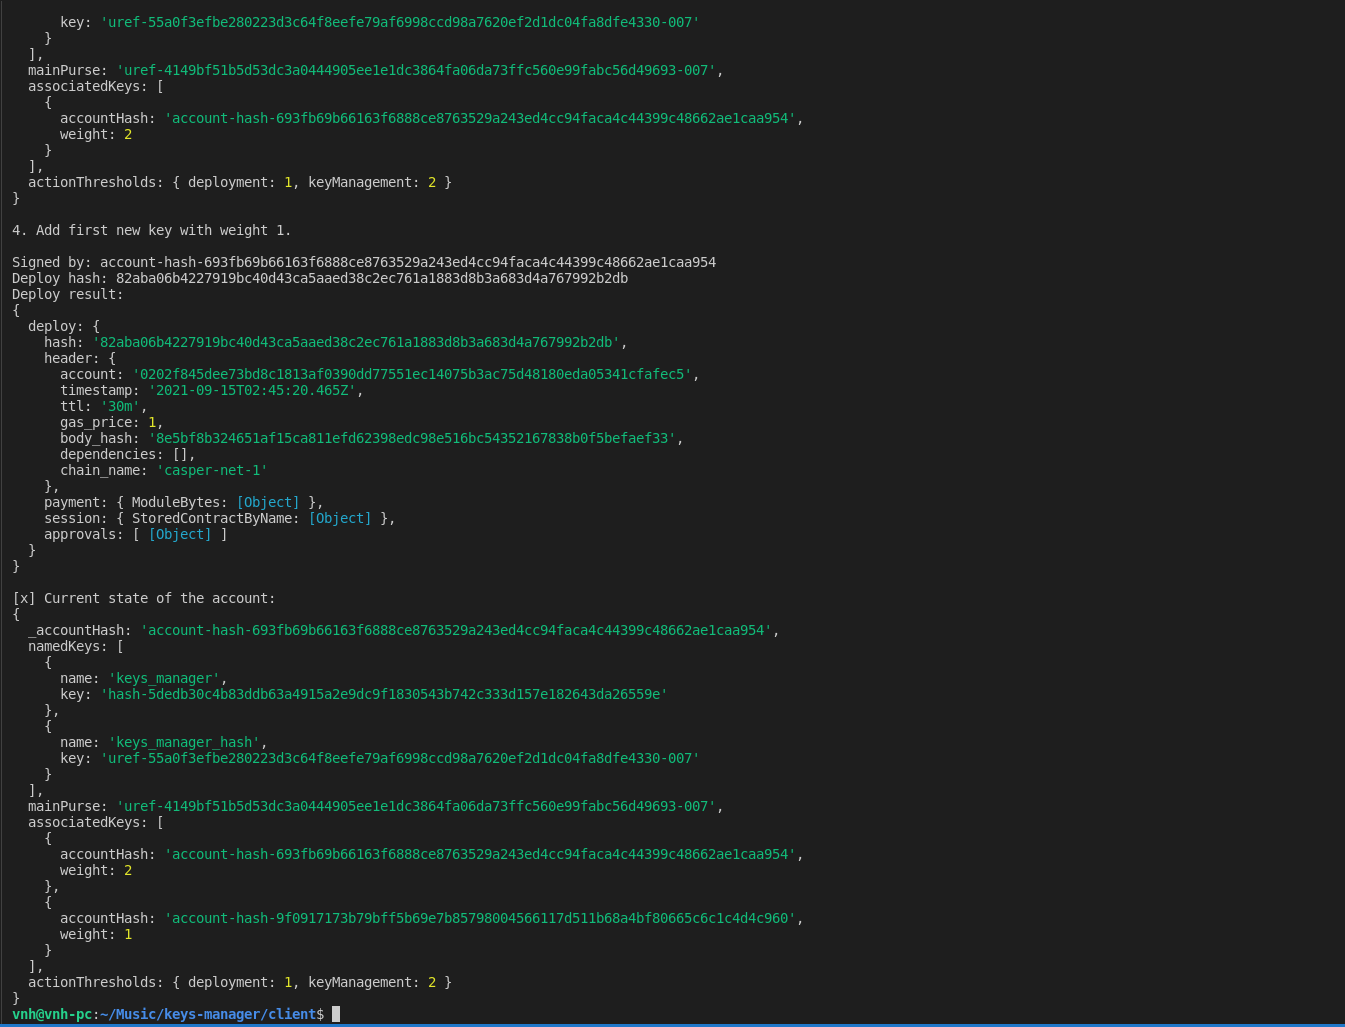 key: 'uref-55a0f3efbe280223d3c64f8eefe79af6998ccd98a7620ef2d1dc04fa8dfe4330-007'
    }
  ],
  mainPurse: 'uref-4149bf51b5d53dc3a0444905ee1e1dc3864fa06da73ffc560e99fabc56d49693-007',
  associatedKeys: [
    {
      accountHash: 'account-hash-693fb69b66163f6888ce8763529a243ed4cc94faca4c44399c48662ae1caa954',
      weight: 2
    }
  ],
  actionThresholds: { deployment: 1, keyManagement: 2 }
}

4. Add first new key with weight 1.

Signed by: account-hash-693fb69b66163f6888ce8763529a243ed4cc94faca4c44399c48662ae1caa954
Deploy hash: 82aba06b4227919bc40d43ca5aaed38c2ec761a1883d8b3a683d4a767992b2db
Deploy result:
{
  deploy: {
    hash: '82aba06b4227919bc40d43ca5aaed38c2ec761a1883d8b3a683d4a767992b2db',
    header: {
      account: '0202f845dee73bd8c1813af0390dd77551ec14075b3ac75d48180eda05341cfafec5',
      timestamp: '2021-09-15T02:45:20.465Z',
      ttl: '30m',
      gas_price: 1,
      body_hash: '8e5bf8b324651af15ca811efd62398edc98e516bc54352167838b0f5befaef33',
      dependencies: [],
      chain_name: 'casper-net-1'
    },
    payment: { ModuleBytes: [Object] },
    session: { StoredContractByName: [Object] },
    approvals: [ [Object] ]
  }
}

[x] Current state of the account:
{
  _accountHash: 'account-hash-693fb69b66163f6888ce8763529a243ed4cc94faca4c44399c48662ae1caa954',
  namedKeys: [
    {
      name: 'keys_manager',
      key: 'hash-5dedb30c4b83ddb63a4915a2e9dc9f1830543b742c333d157e182643da26559e'
    },
    {
      name: 'keys_manager_hash',
      key: 'uref-55a0f3efbe280223d3c64f8eefe79af6998ccd98a7620ef2d1dc04fa8dfe4330-007'
    }
  ],
  mainPurse: 'uref-4149bf51b5d53dc3a0444905ee1e1dc3864fa06da73ffc560e99fabc56d49693-007',
  associatedKeys: [
    {
      accountHash: 'account-hash-693fb69b66163f6888ce8763529a243ed4cc94faca4c44399c48662ae1caa954',
      weight: 2
    },
    {
      accountHash: 'account-hash-9f0917173b79bff5b69e7b85798004566117d511b68a4bf80665c6c1c4d4c960',
      weight: 1
    }
  ],
  actionThresholds: { deployment: 1, keyManagement: 2 }
}
vnh@vnh-pc:~/Music/keys-manager/client$